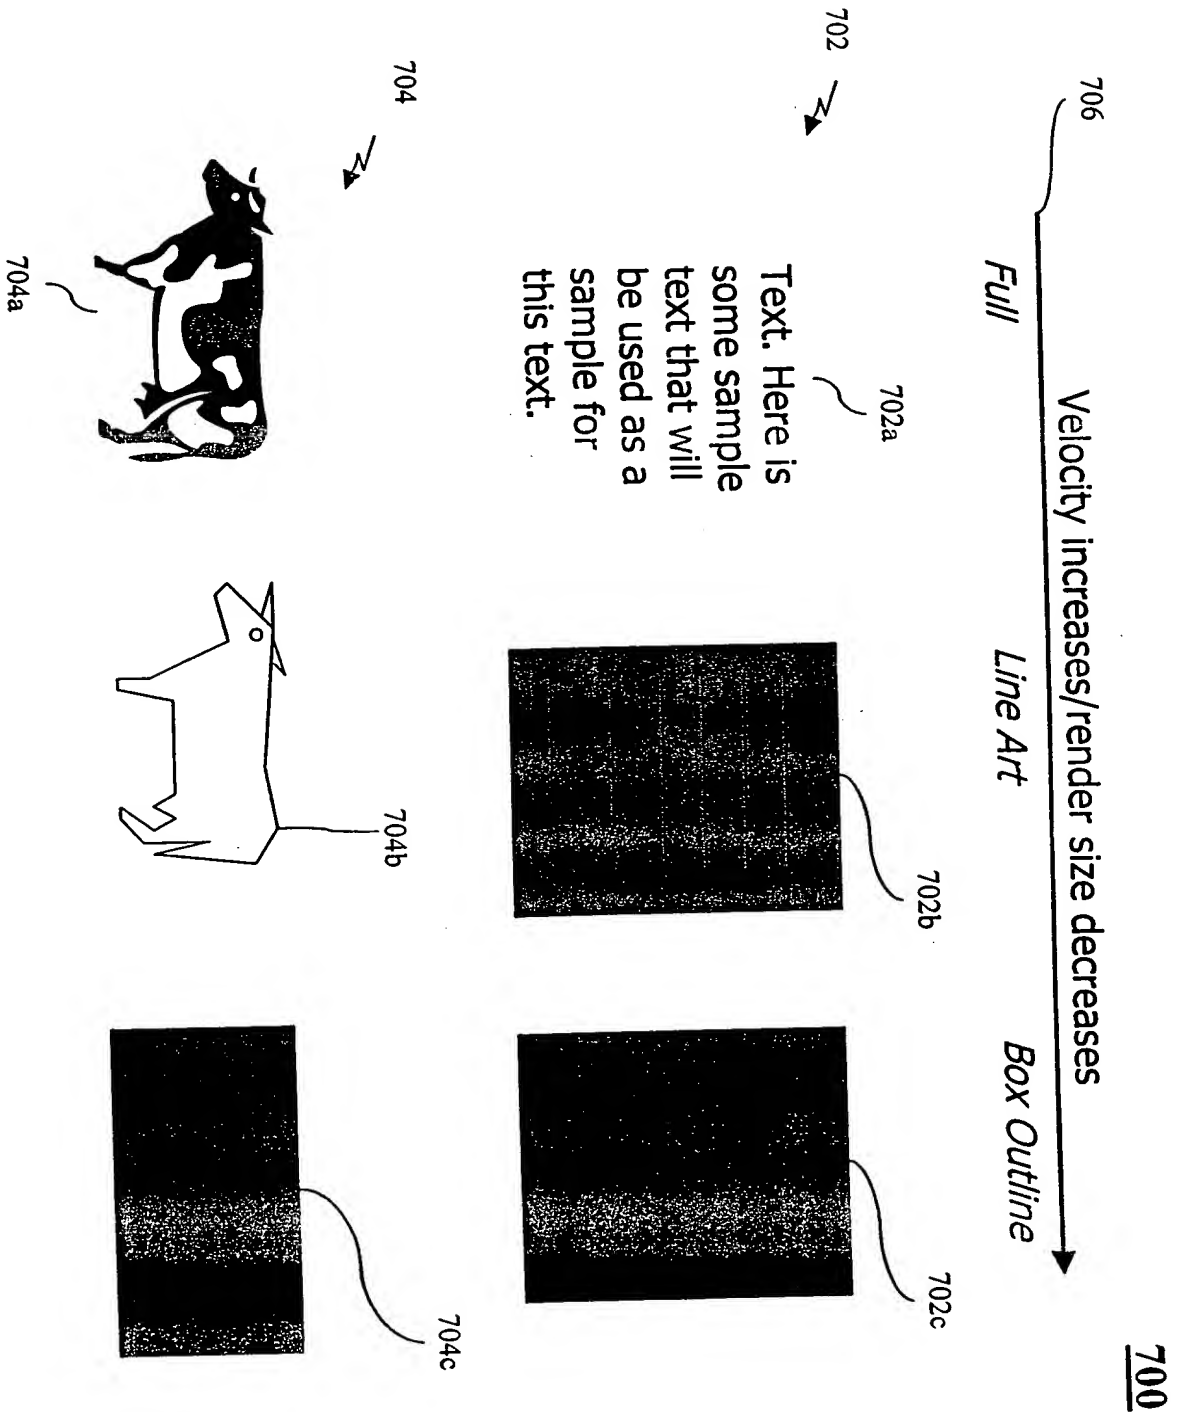 700
706
Velocity increases/render size decreases
Full
Line Art
Box Outline
702
702a
702b
702c
Text. Here is
some sample
text that will
be used as a
sample for
this text.
704
704a
704b
704c